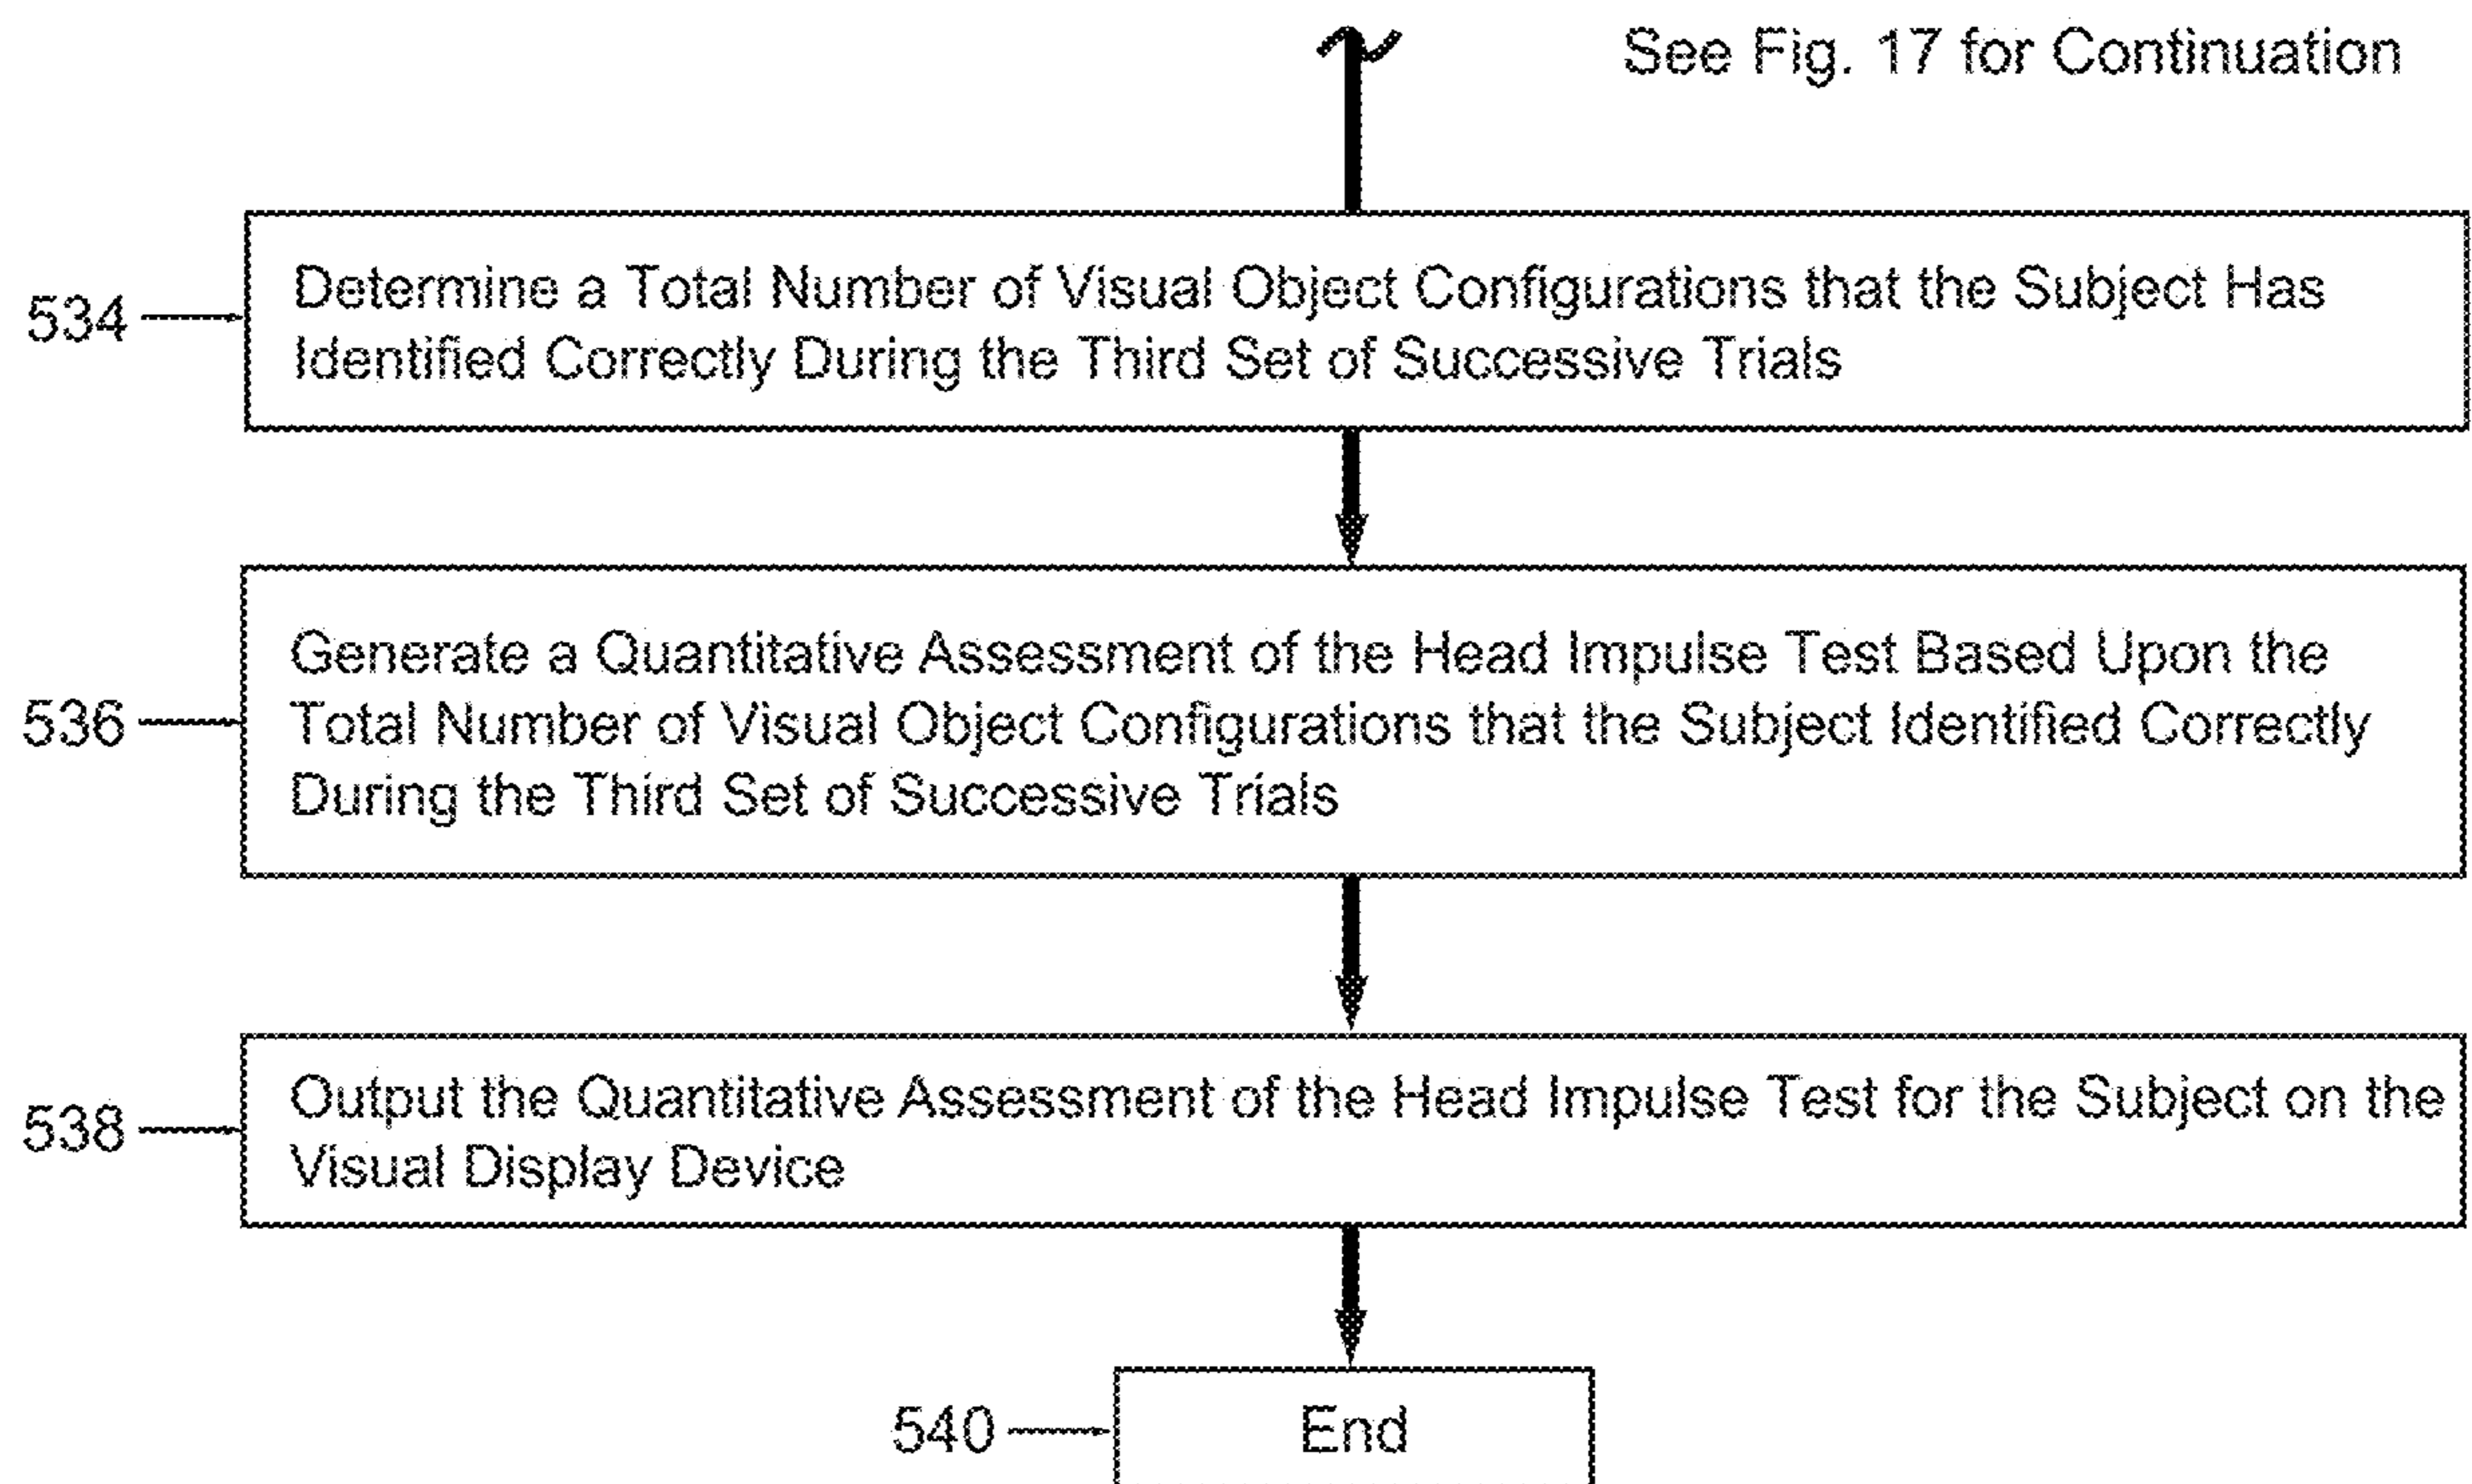 See Fig. 17 for Continuation
534
Determine a Total Number of Visual Object Configurations that the Subject Has
Identified Correctly During the Third Set of Successive Trials
536
Generate a Quantitative Assessment of the Head Impulse Test Based Upon the
Total Number of Visual Object Configurations that the Subject Identified Correctly
During the Third Set of Successive Trials
538
Output the Quantitative Assessment of the Head Impulse Test for the Subject on the
Visual Display Device
540
End